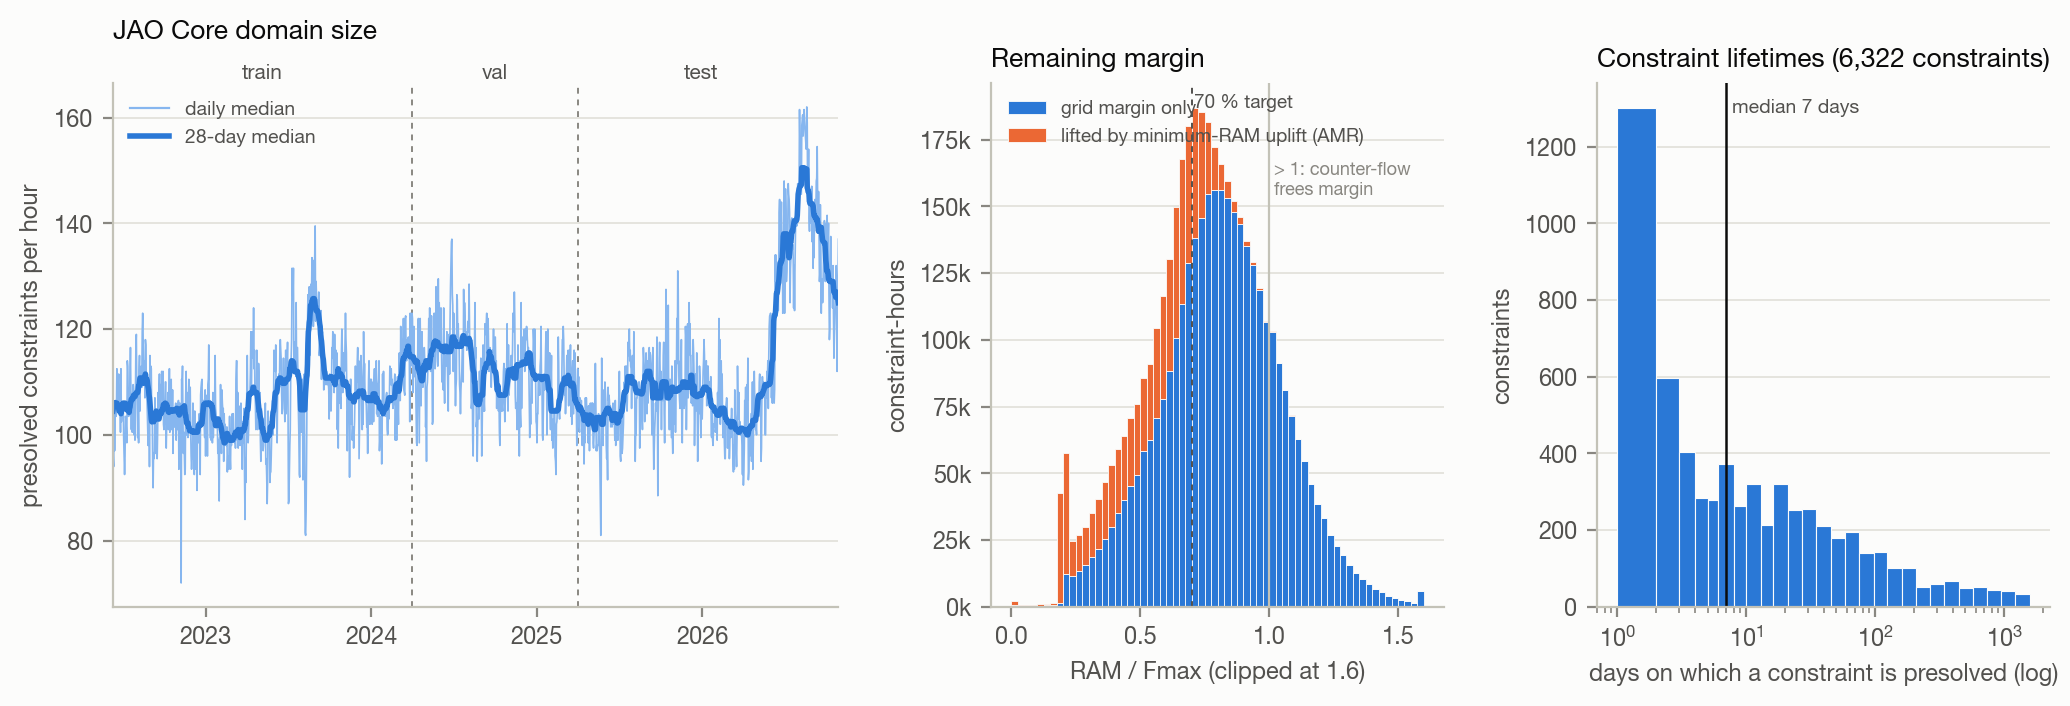 JAO Core domain size
train
val
test
daily median
28-day median
160
140
120
100
80
presolved constraints per hour
2023
2024
2025
2026
Remaining margin
grid margin only
70 % target
lifted by minimum-RAM uplift (AMR)
> 1: counter-flow
frees margin
175k
150k
125k
100k
75k
50k
25k
0k
constraint-hours
0.0
0.5
1.0
1.5
RAM / Fmax (clipped at 1.6)
Constraint lifetimes (6,322 constraints)
median 7 days
1200
1000
800
600
400
200
0
constraints
10⁰
10¹
10²
10³
days on which a constraint is presolved (log)